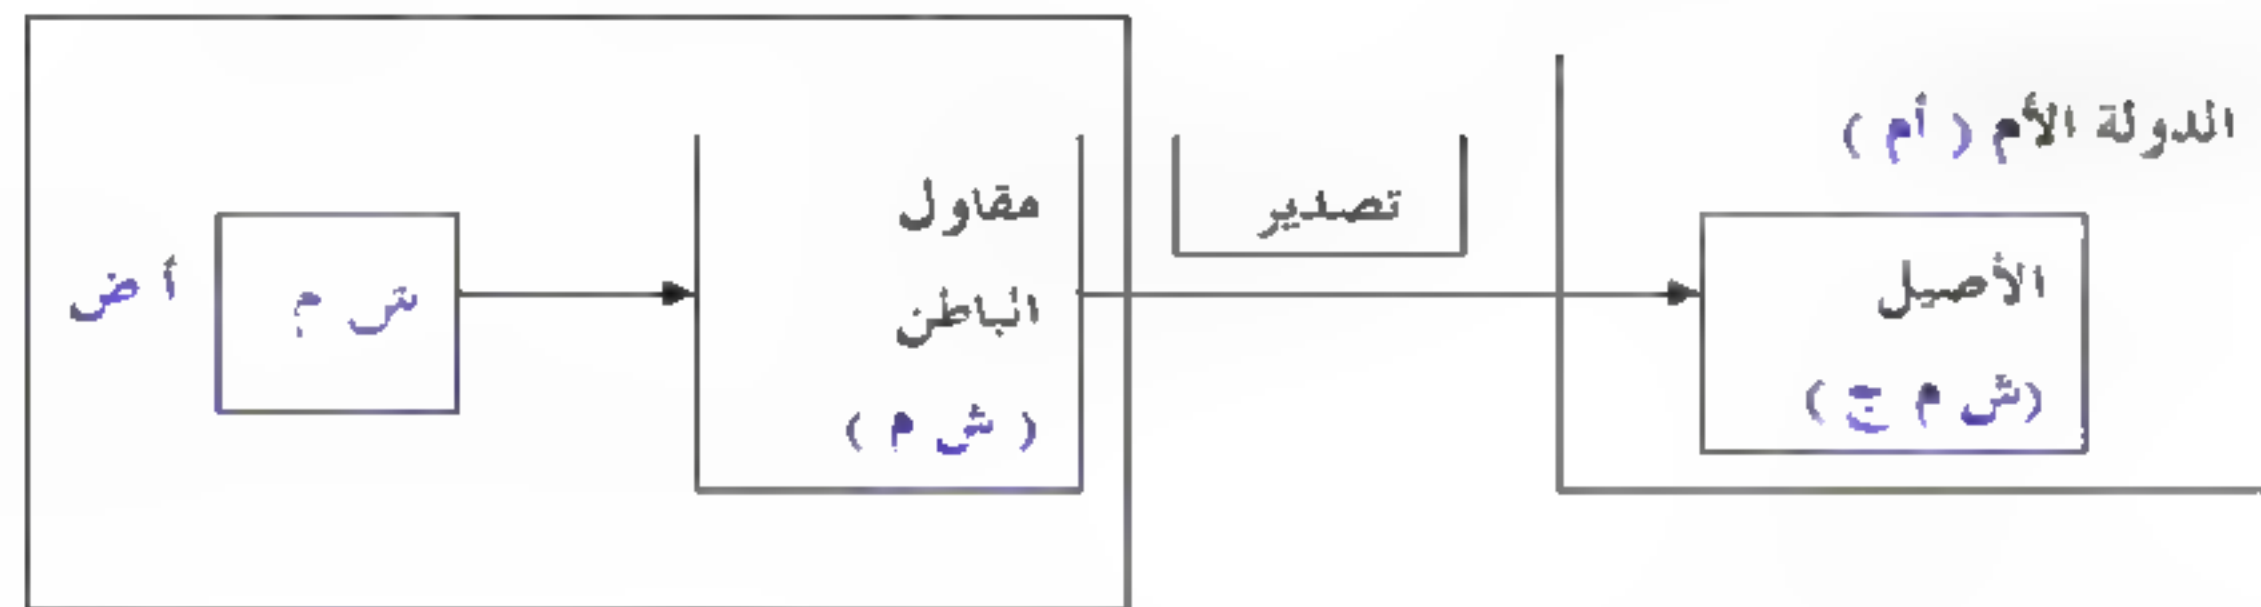 الدولة الأم ( أم )
الأصيل
(ش م ج )
تصدير
مقاول
الباطن
( ش م )
ش م
أ ض